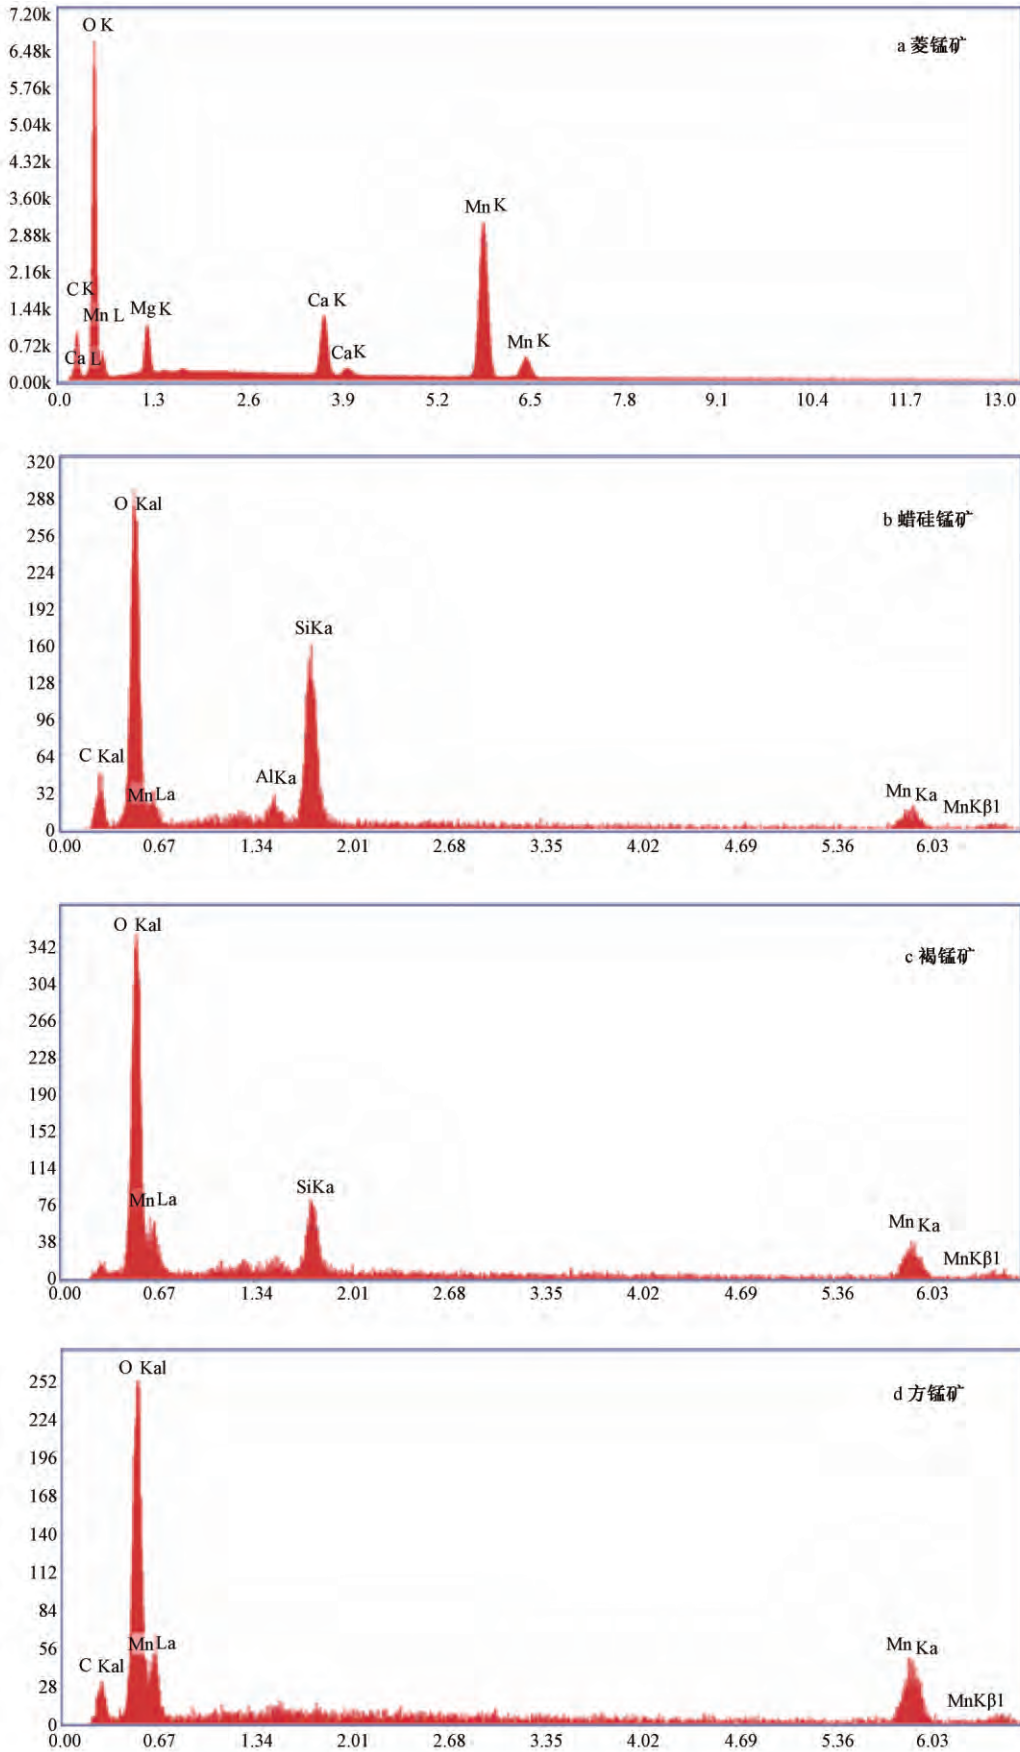 7.20k
O K
a 菱锰矿
6.48k
5.76k
5.04k
4.32k
3.60k
Mn K
2.88k
2.16k
C K
Ca K
1.44k
Mn L
Mg K
Mn K
0.72k
Ca L
Ca K
0.00k
0.0 1.3 2.6 3.9 5.2 6.5 7.8 9.1 10.4 11.7 13.0
320
288
O Kal
b 蜡硅锰矿
256
224
192
SiKa
160
128
96
64
C Kal
AlKa
32
MnLa
Mn Ka
MnKβ1
0
0.00 0.67 1.34 2.01 2.68 3.35 4.02 4.69 5.36 6.03
O Kal
342
c 褐锰矿
304
266
228
190
152
114
SiKa
76
MnLa
Mn Ka
38
MnKβ1
0
0.00 0.67 1.34 2.01 2.68 3.35 4.02 4.69 5.36 6.03
O Kal
252
d 方锰矿
224
196
168
140
112
84
56
MnLa
Mn Ka
C Kal
28
MnKβ1
0
0.00 0.67 1.34 2.01 2.68 3.35 4.02 4.69 5.36 6.03